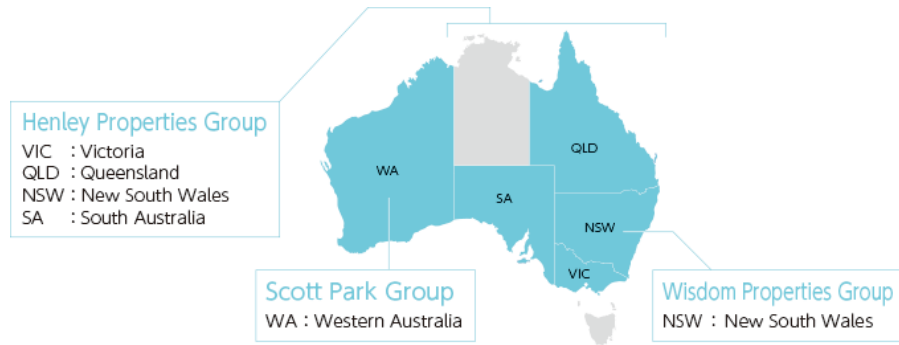 Henley Properties Group
VIC : Victoria
QLD : Queensland
NSW : New South Wales
SA : South Australia
WA
QLD
SA
NSW
VIC
Scott Park Group
WA : Western Australia
Wisdom Properties Group
NSW : New South Wales